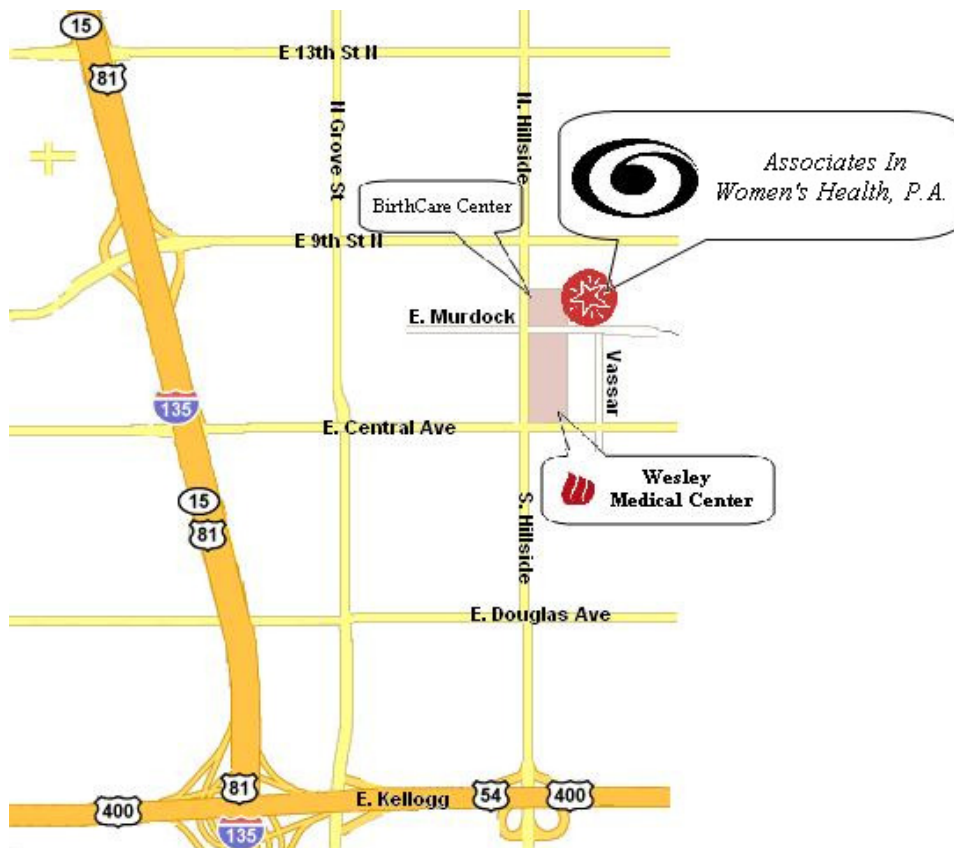 15
E 13th St N
81
N Grove St
N. Hillside
Associates In
Women's Health, P.A.
BirthCare Center
E 9th St N
E. Murdock
Vassar
135
E. Central Ave
Wesley
Medical Center
15
81
S. Hillside
E. Douglas Ave
81
400
E. Kellogg
54
400
135